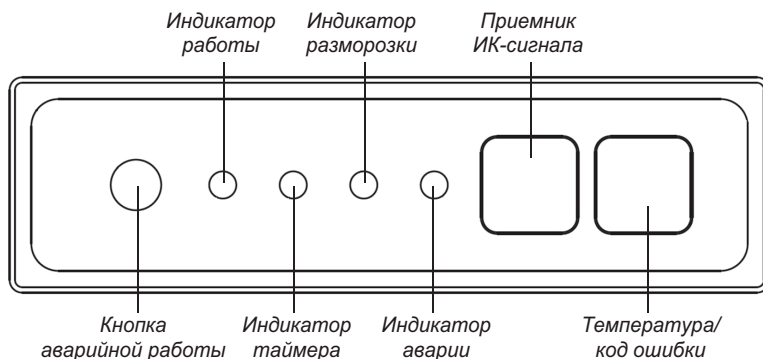 Индикатор
работы
Индикатор
разморозки
Приемник
ИК-сигнала
Кнопка
аварийной работы
Индикатор
таймера
Индикатор
аварии
Температура/
код ошибки